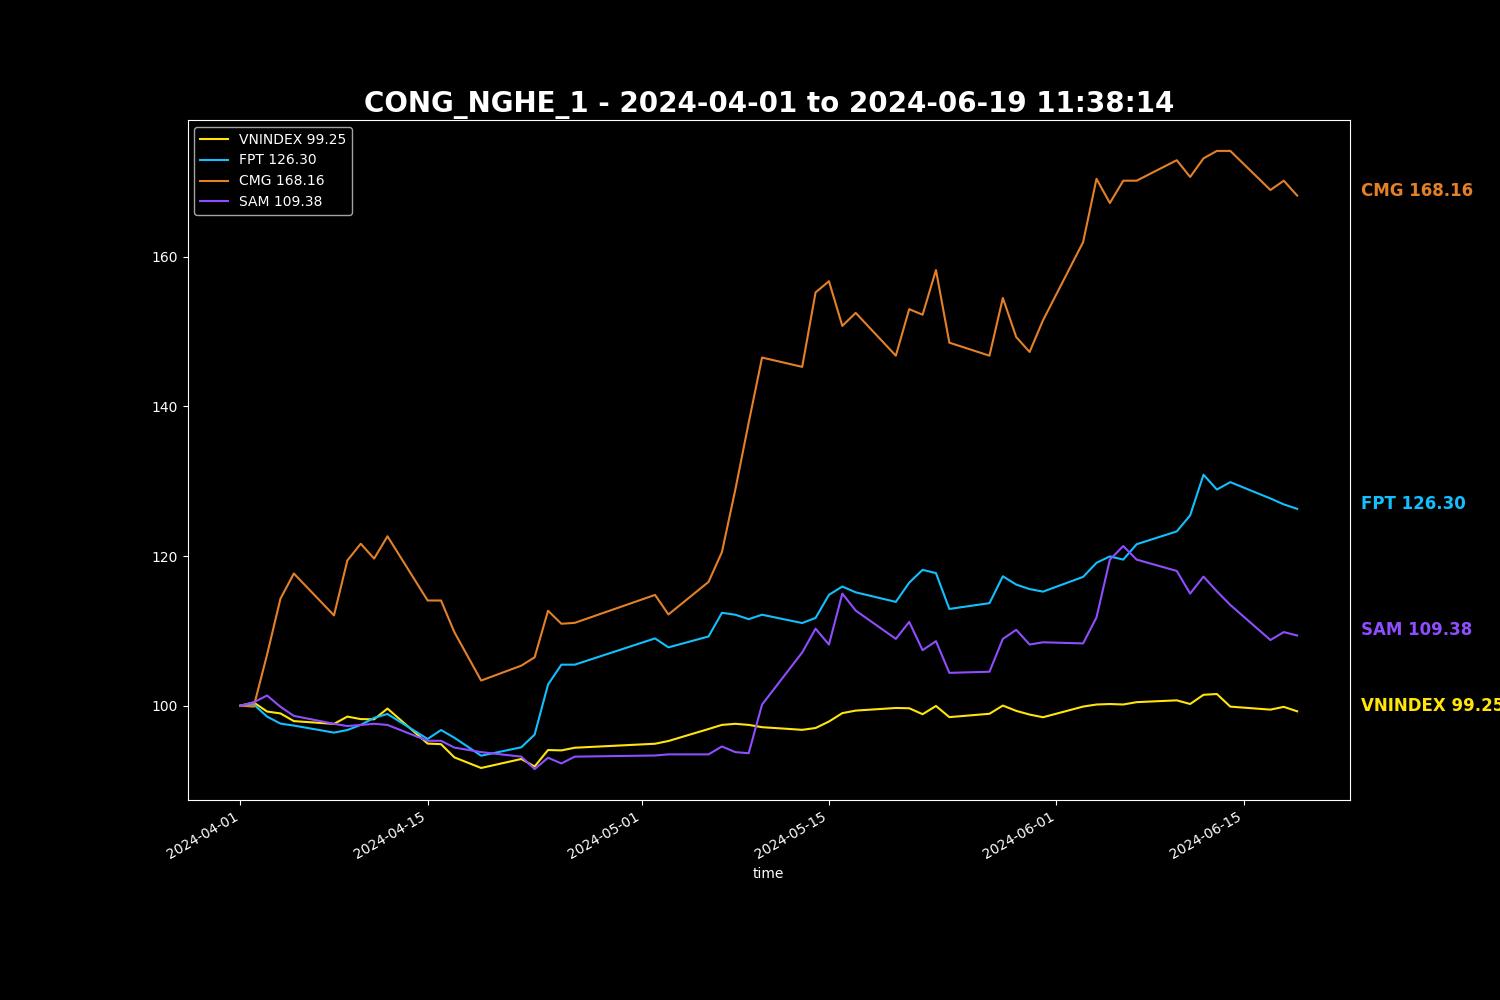 CONG_NGHE_1 - 2024-04-01 to 2024-06-19 11:38:14
VNINDEX 99.25
FPT 126.30
CMG 168.16
SAM 109.38
CMG 168.16
160
140
FPT 126.30
120
SAM 109.38
100
VNINDEX 99.25
2024-04-01
2024-04-15
2024-05-01
2024-05-15
2024-06-01
2024-06-15
time